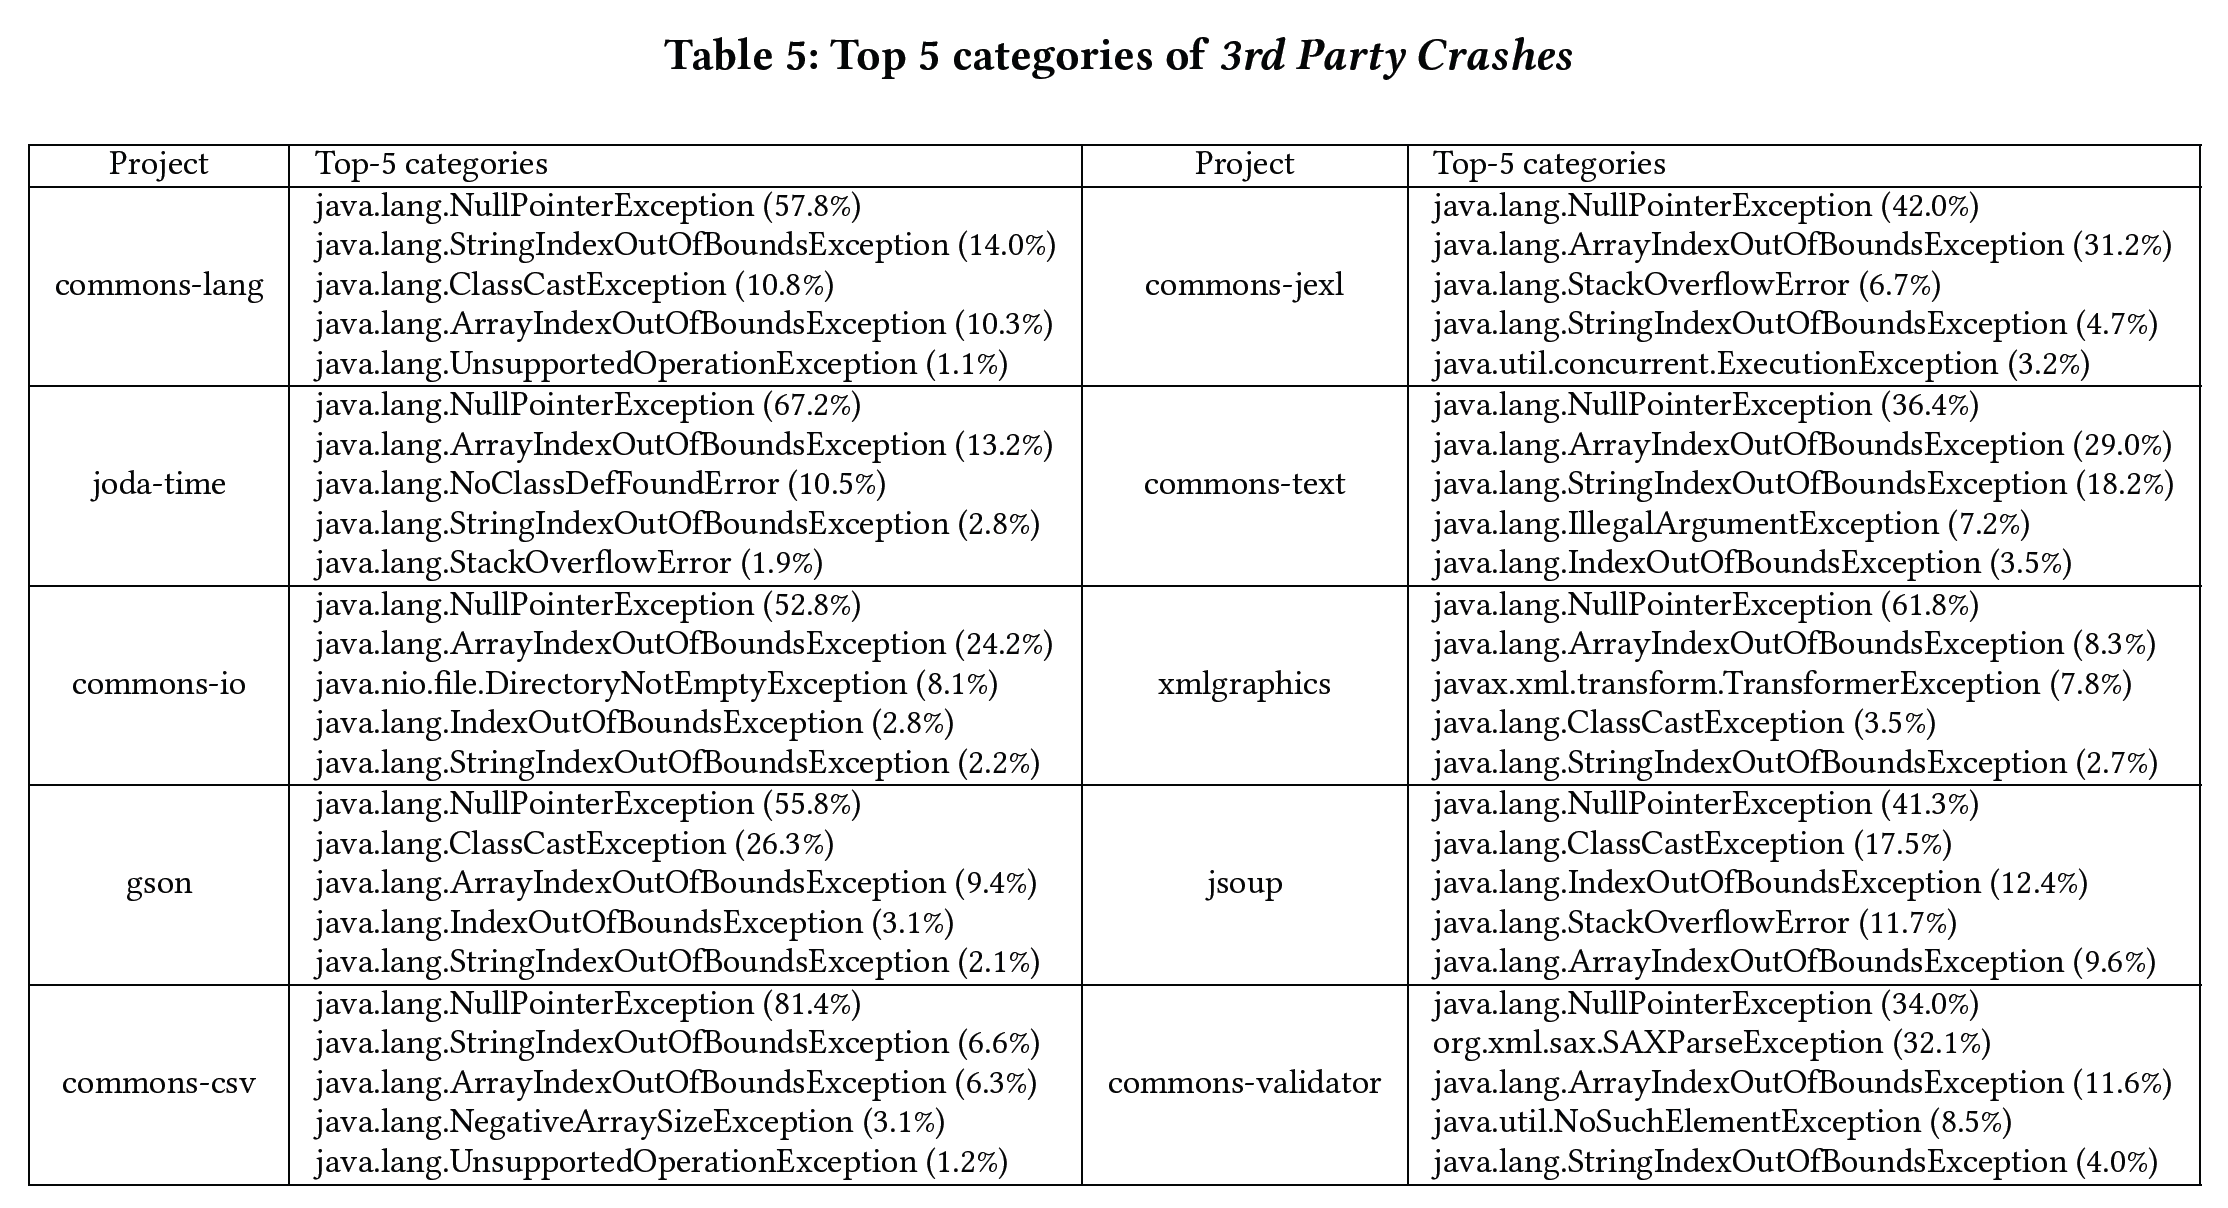 Table 5: Top 5 categories of 3rd Party Crashes
Project Top-5 categories Project Top-5 categories
commons-lang
java.lang.NullPointerException (57.8%)
java.lang.StringIndexOutOfBoundsException (14.0%)
java.lang.ClassCastException (10.8%)
java.lang.ArrayIndexOutOfBoundsException (10.3%)
java.lang.UnsupportedOperationException (1.1%)
commons-jexl
java.lang.NullPointerException (42.0%)
java.lang.ArrayIndexOutOfBoundsException (31.2%)
java.lang.StackOverflowError (6.7%)
java.lang.StringIndexOutOfBoundsException (4.7%)
java.util.concurrent.ExecutionException (3.2%)
joda-time
java.lang.NullPointerException (67.2%)
java.lang.ArrayIndexOutOfBoundsException (13.2%)
java.lang.NoClassDefFoundError (10.5%)
java.lang.StringIndexOutOfBoundsException (2.8%)
java.lang.StackOverflowError (1.9%)
commons-text
java.lang.NullPointerException (36.4%)
java.lang.ArrayIndexOutOfBoundsException (29.0%)
java.lang.StringIndexOutOfBoundsException (18.2%)
java.lang.IllegalArgumentException (7.2%)
java.lang.IndexOutOfBoundsException (3.5%)
commons-io
java.lang.NullPointerException (52.8%)
java.lang.ArrayIndexOutOfBoundsException (24.2%)
java.nio.file.DirectoryNotEmptyException (8.1%)
java.lang.IndexOutOfBoundsException (2.8%)
java.lang.StringIndexOutOfBoundsException (2.2%)
xmlgraphics
java.lang.NullPointerException (61.8%)
java.lang.ArrayIndexOutOfBoundsException (8.3%)
javax.xml.transform.TransformerException (7.8%)
java.lang.ClassCastException (3.5%)
java.lang.StringIndexOutOfBoundsException (2.7%)
gson
java.lang.NullPointerException (55.8%)
java.lang.ClassCastException (26.3%)
java.lang.ArrayIndexOutOfBoundsException (9.4%)
java.lang.IndexOutOfBoundsException (3.1%)
java.lang.StringIndexOutOfBoundsException (2.1%)
jsoup
java.lang.NullPointerException (41.3%)
java.lang.ClassCastException (17.5%)
java.lang.IndexOutOfBoundsException (12.4%)
java.lang.StackOverflowError (11.7%)
java.lang.ArrayIndexOutOfBoundsException (9.6%)
commons-csv
java.lang.NullPointerException (81.4%)
java.lang.StringIndexOutOfBoundsException (6.6%)
java.lang.ArrayIndexOutOfBoundsException (6.3%)
java.lang.NegativeArraySizeException (3.1%)
java.lang.UnsupportedOperationException (1.2%)
commons-validator
java.lang.NullPointerException (34.0%)
org.xml.sax.SAXParseException (32.1%)
java.lang.ArrayIndexOutOfBoundsException (11.6%)
java.util.NoSuchElementException (8.5%)
java.lang.StringIndexOutOfBoundsException (4.0%)